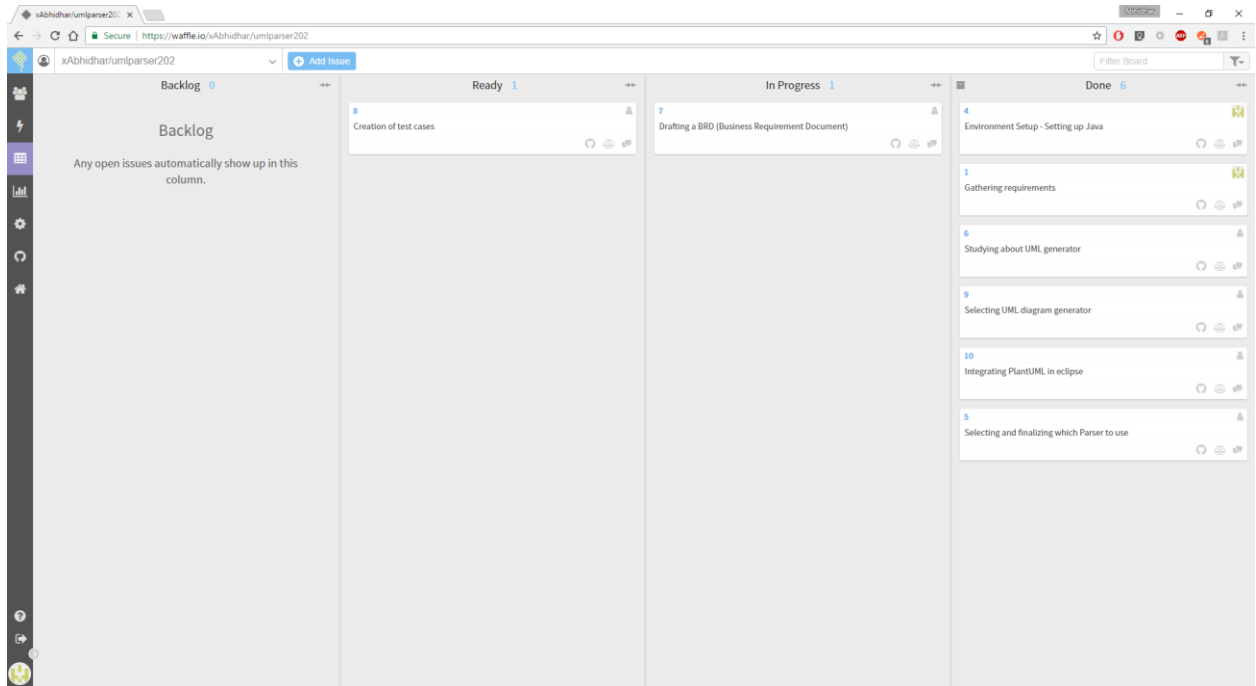 xAbhidhar/umlparser202
Abhidhar
Secure | https://waffle.io/xAbhidhar/umlparser202
xAbhidhar/umlparser202
Add Issue
Filter Board
Backlog 0
Backlog
Any open issues automatically show up in this
column.
Ready 1
8
Creation of test cases
In Progress 1
7
Drafting a BRD (Business Requirement Document)
Done 6
4
Environment Setup - Setting up Java
1
Gathering requirements
6
Studying about UML generator
9
Selecting UML diagram generator
10
Integrating PlantUML in eclipse
5
Selecting and finalizing which Parser to use